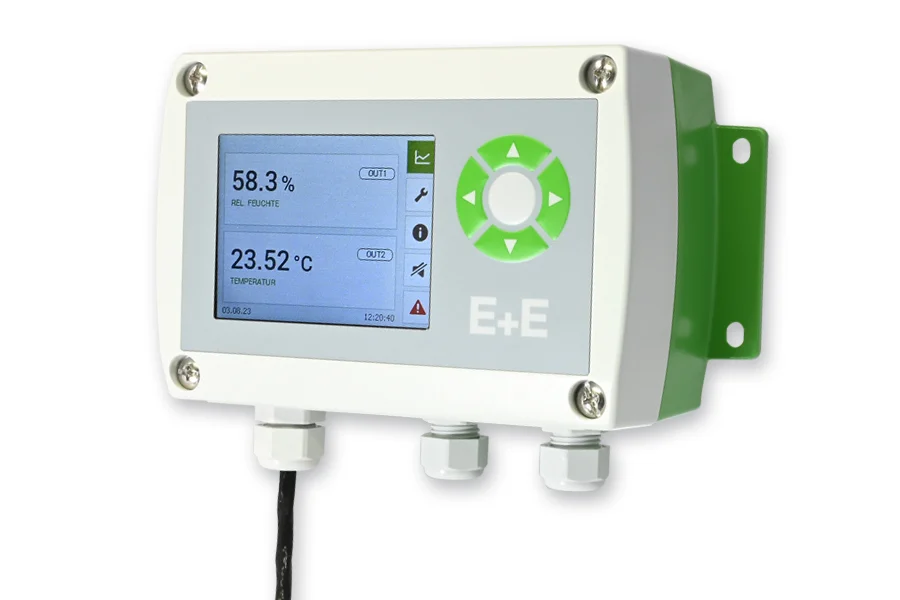 58.3 %
OUT1
REL FEUCHTE
23.52 °C
OUT2
TEMPERATUR
03.08.23
12:20:40
E+E